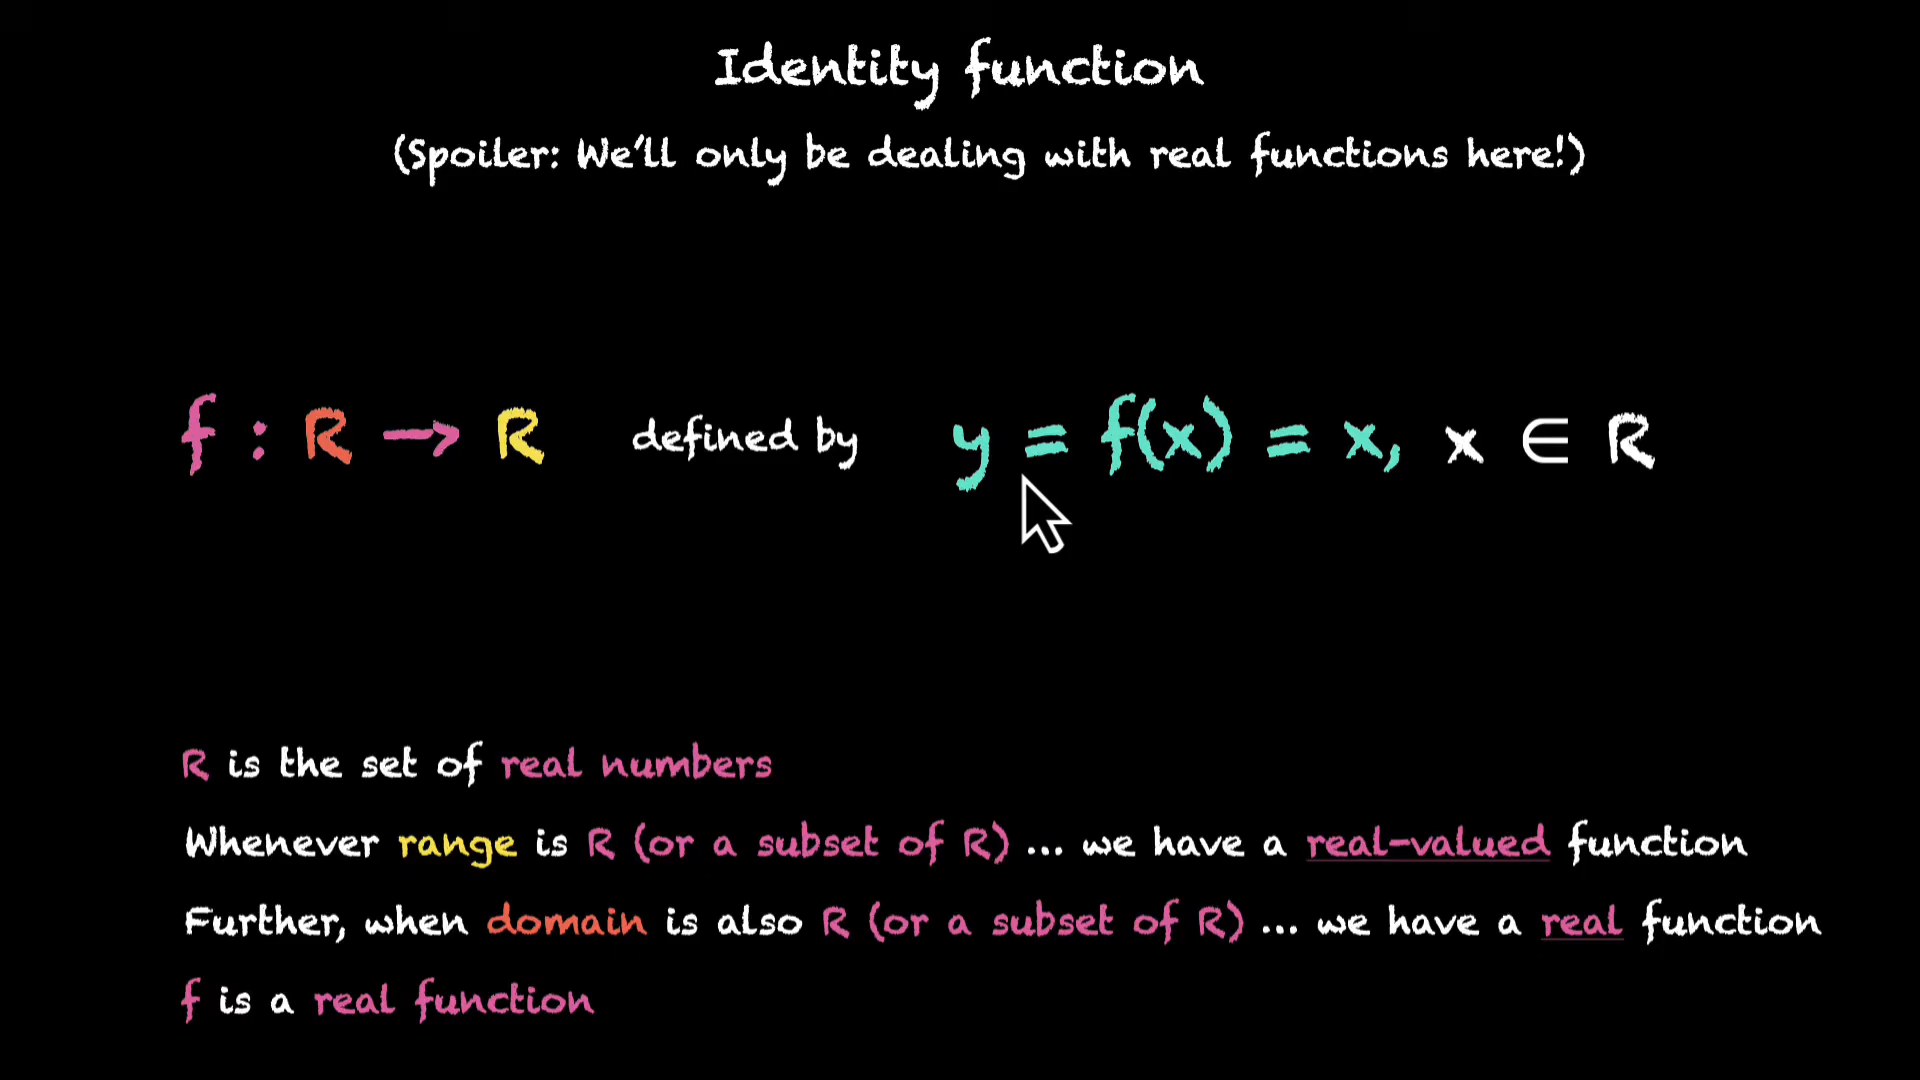 Identity function
(Spoiler: We'll only be dealing with real functions here!)
f : R → R defined by y = f(x) = x, x ∈ R
R is the set of real numbers
Whenever range is R (or a subset of R) ... we have a real-valued function
Further, when domain is also R (or a subset of R) ... we have a real function
f is a real function